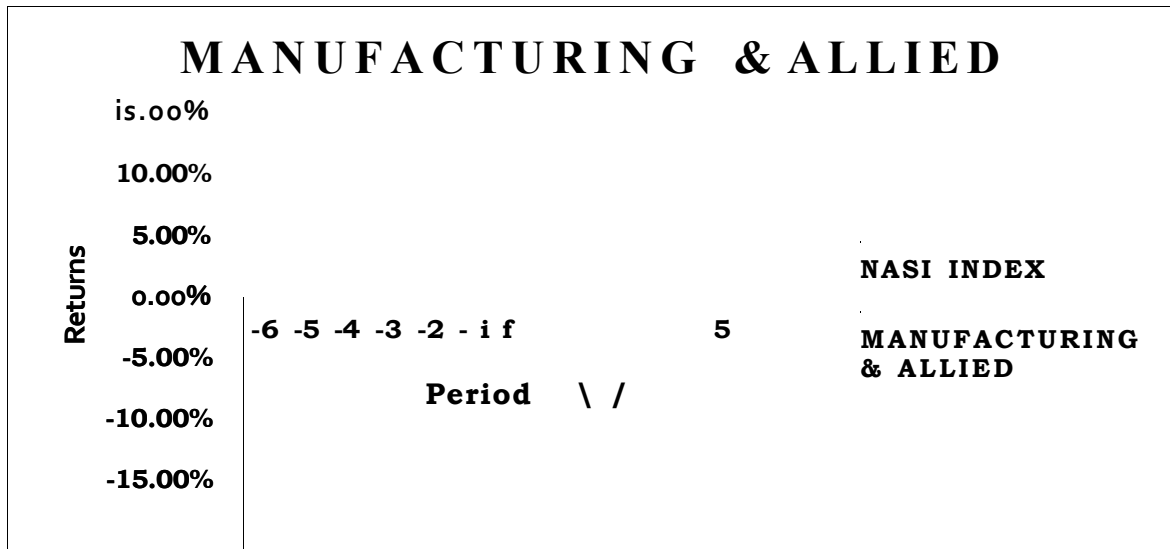 MANUFACTURING & ALLIED
is.oo%
10.00%
5.00%
0.oo%
-5.00%
-10.00%
-15.00%
Returns
-6 -5 -4 -3 -2 - i f 5
Period \ /
NASI INDEX
MANUFACTURING
& ALLIED